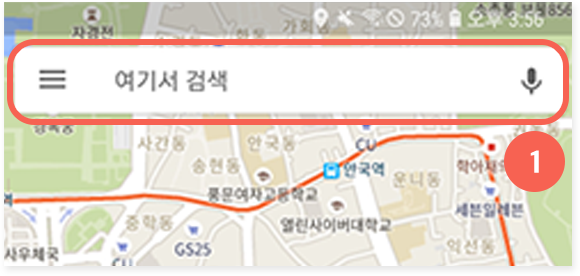 자경전
가회동
73% 오후 3:56
여기서 검색
사간동
안국동
CU
송현동
안국역
학아재
1
운니동
풍문여자고등학교
세븐일레븐
중학동
열린사이버대학교
사우체국
GS25
익선동
CU